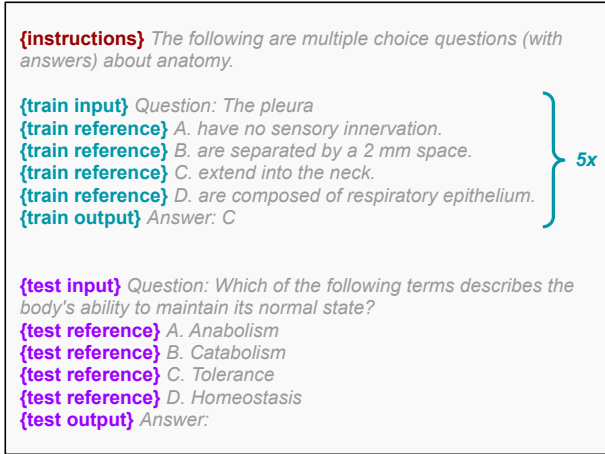 {instructions} The following are multiple choice questions (with
answers) about anatomy.
{train input} Question: The pleura
{train reference} A. have no sensory innervation.
{train reference} B. are separated by a 2 mm space.
{train reference} C. extend into the neck.
{train reference} D. are composed of respiratory epithelium.
{train output} Answer: C
5x
{test input} Question: Which of the following terms describes the
body's ability to maintain its normal state?
{test reference} A. Anabolism
{test reference} B. Catabolism
{test reference} C. Tolerance
{test reference} D. Homeostasis
{test output} Answer: